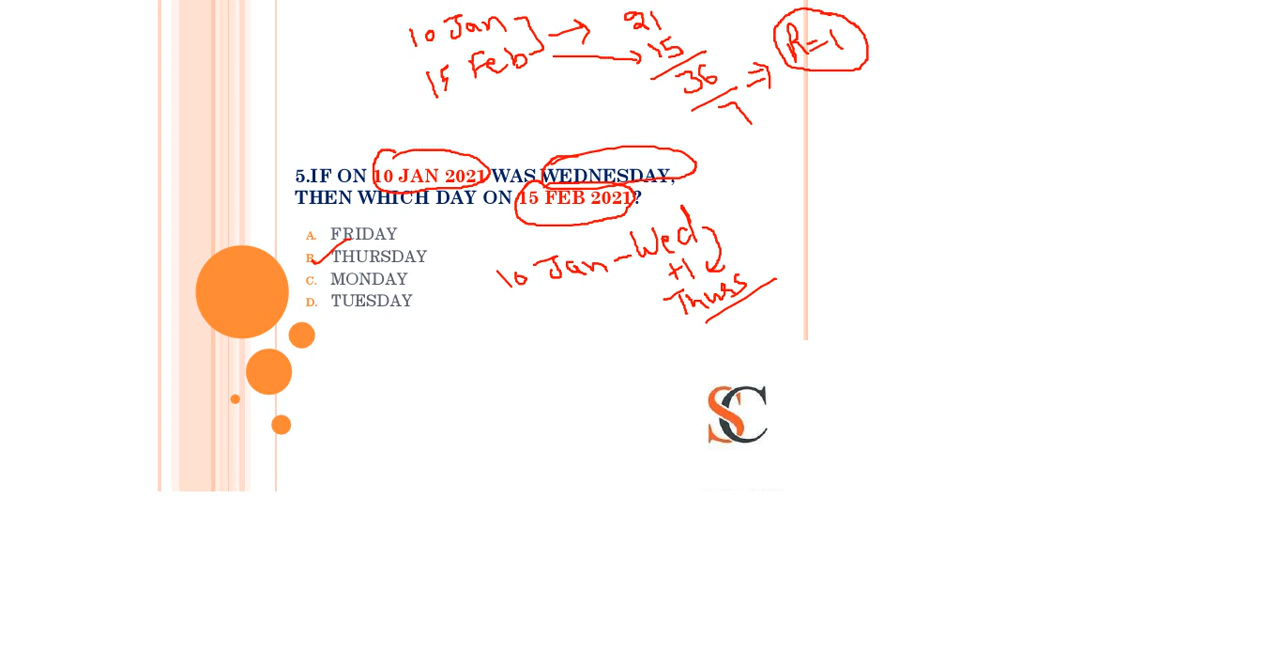 10 Jan → 21
15 Feb → 15
36/7 ⇒ R=1
5.IF ON 10 JAN 2021 WAS WEDNESDAY,
THEN WHICH DAY ON 15 FEB 2021?
A. FRIDAY
B. THURSDAY
C. MONDAY
D. TUESDAY
10 Jan - Wed
+1
Thurs
SC